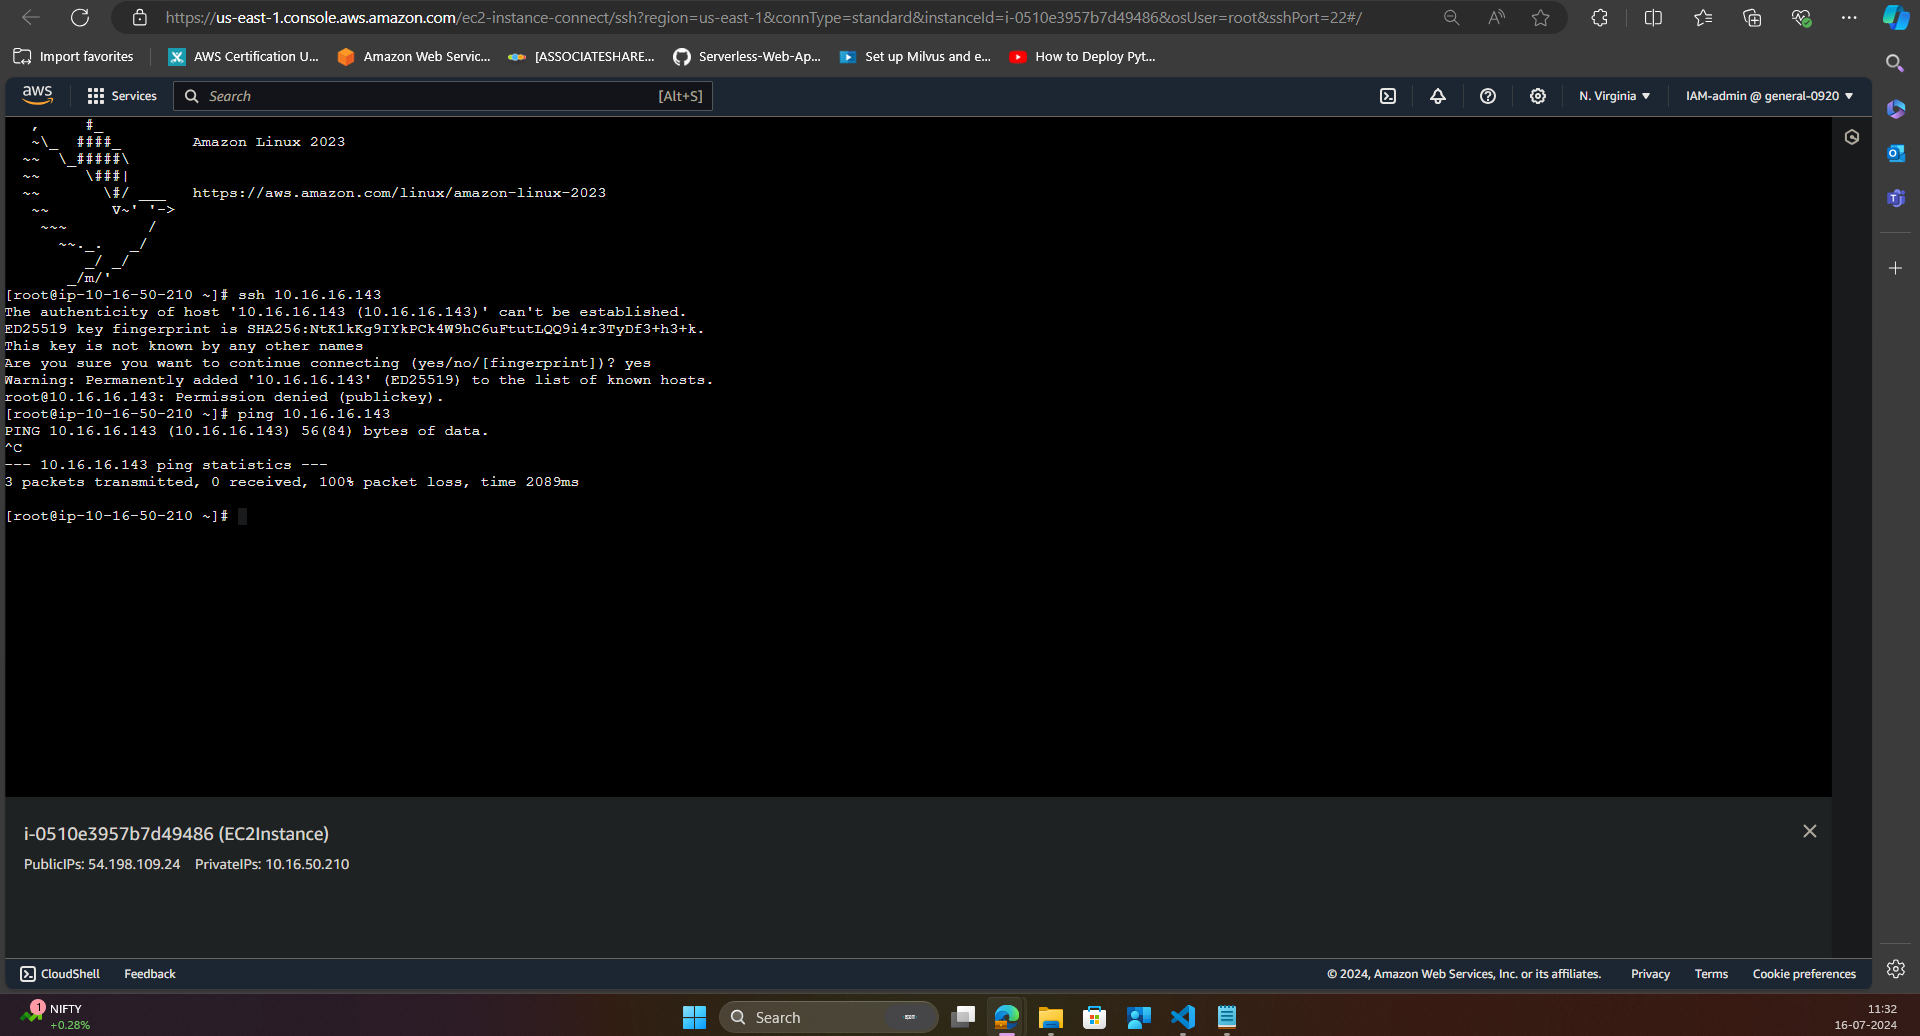 https://us-east-1.console.aws.amazon.com/ec2-instance-connect/ssh?region=us-east-1&connType=standard&instanceId=i-0510e3957b7d49486&osUser=root&sshPort=22#/
Import favorites
AWS Certification U...
Amazon Web Servic...
[ASSOCIATESHARE...
Serverless-Web-Ap...
Set up Milvus and e...
How to Deploy Pyt...
aws
Services
Search
[Alt+S]
N. Virginia
IAM-admin @ general-0920
   ,     #_
   ~\_  ####_        Amazon Linux 2023
  ~~  \_#####\
  ~~     \###|
  ~~       \#/ ___   https://aws.amazon.com/linux/amazon-linux-2023
   ~~       V~' '->
    ~~~         /
      ~~._.   _/
         _/ _/
       _/m/'
[root@ip-10-16-50-210 ~]# ssh 10.16.16.143
The authenticity of host '10.16.16.143 (10.16.16.143)' can't be established.
ED25519 key fingerprint is SHA256:NtK1kKg9IYkPCk4W9hC6uFtutLQQ9i4r3TyDf3+h3+k.
This key is not known by any other names
Are you sure you want to continue connecting (yes/no/[fingerprint])? yes
Warning: Permanently added '10.16.16.143' (ED25519) to the list of known hosts.
root@10.16.16.143: Permission denied (publickey).
[root@ip-10-16-50-210 ~]# ping 10.16.16.143
PING 10.16.16.143 (10.16.16.143) 56(84) bytes of data.
^C
--- 10.16.16.143 ping statistics ---
3 packets transmitted, 0 received, 100% packet loss, time 2089ms
[root@ip-10-16-50-210 ~]#
i-0510e3957b7d49486 (EC2Instance)
PublicIPs: 54.198.109.24 PrivateIPs: 10.16.50.210
CloudShell
Feedback
© 2024, Amazon Web Services, Inc. or its affiliates.
Privacy
Terms
Cookie preferences
1
NIFTY
+0.28%
Search
11:32
16-07-2024